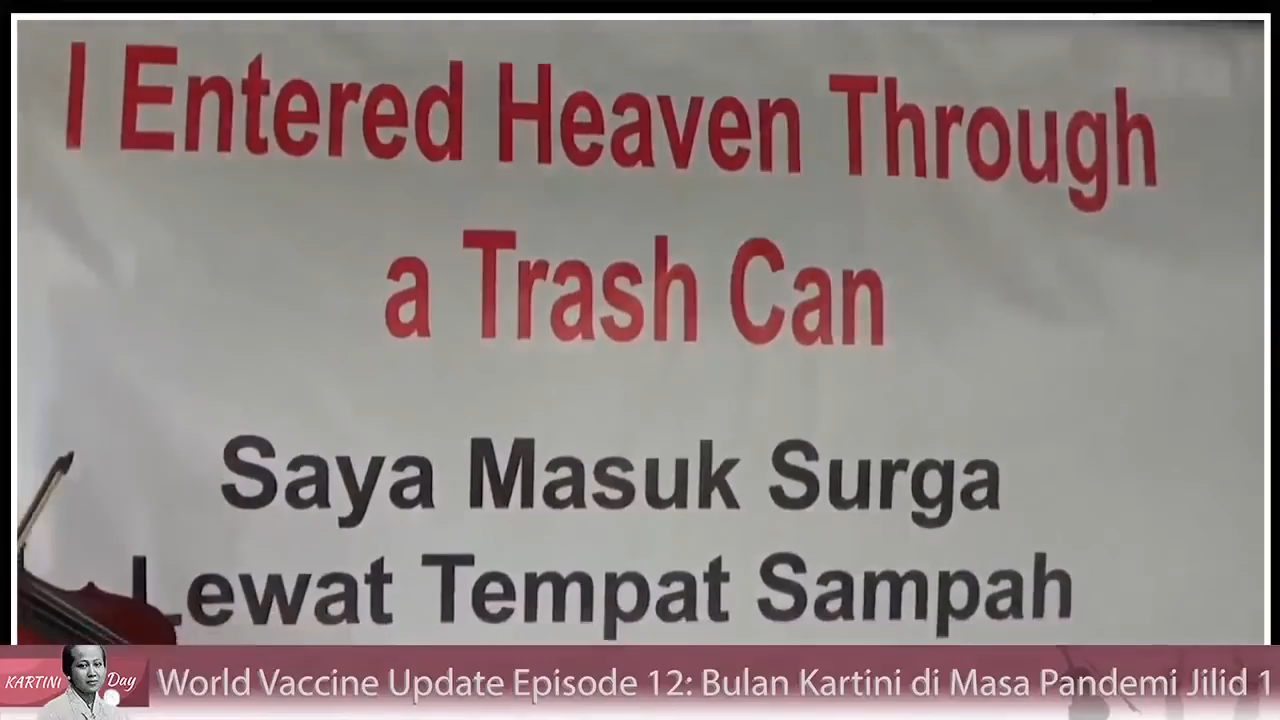 I Entered Heaven Through
a Trash Can
Saya Masuk Surga
Lewat Tempat Sampah
KARTINI Day
World Vaccine Update Episode 12: Bulan Kartini di Masa Pandemi Jilid 1